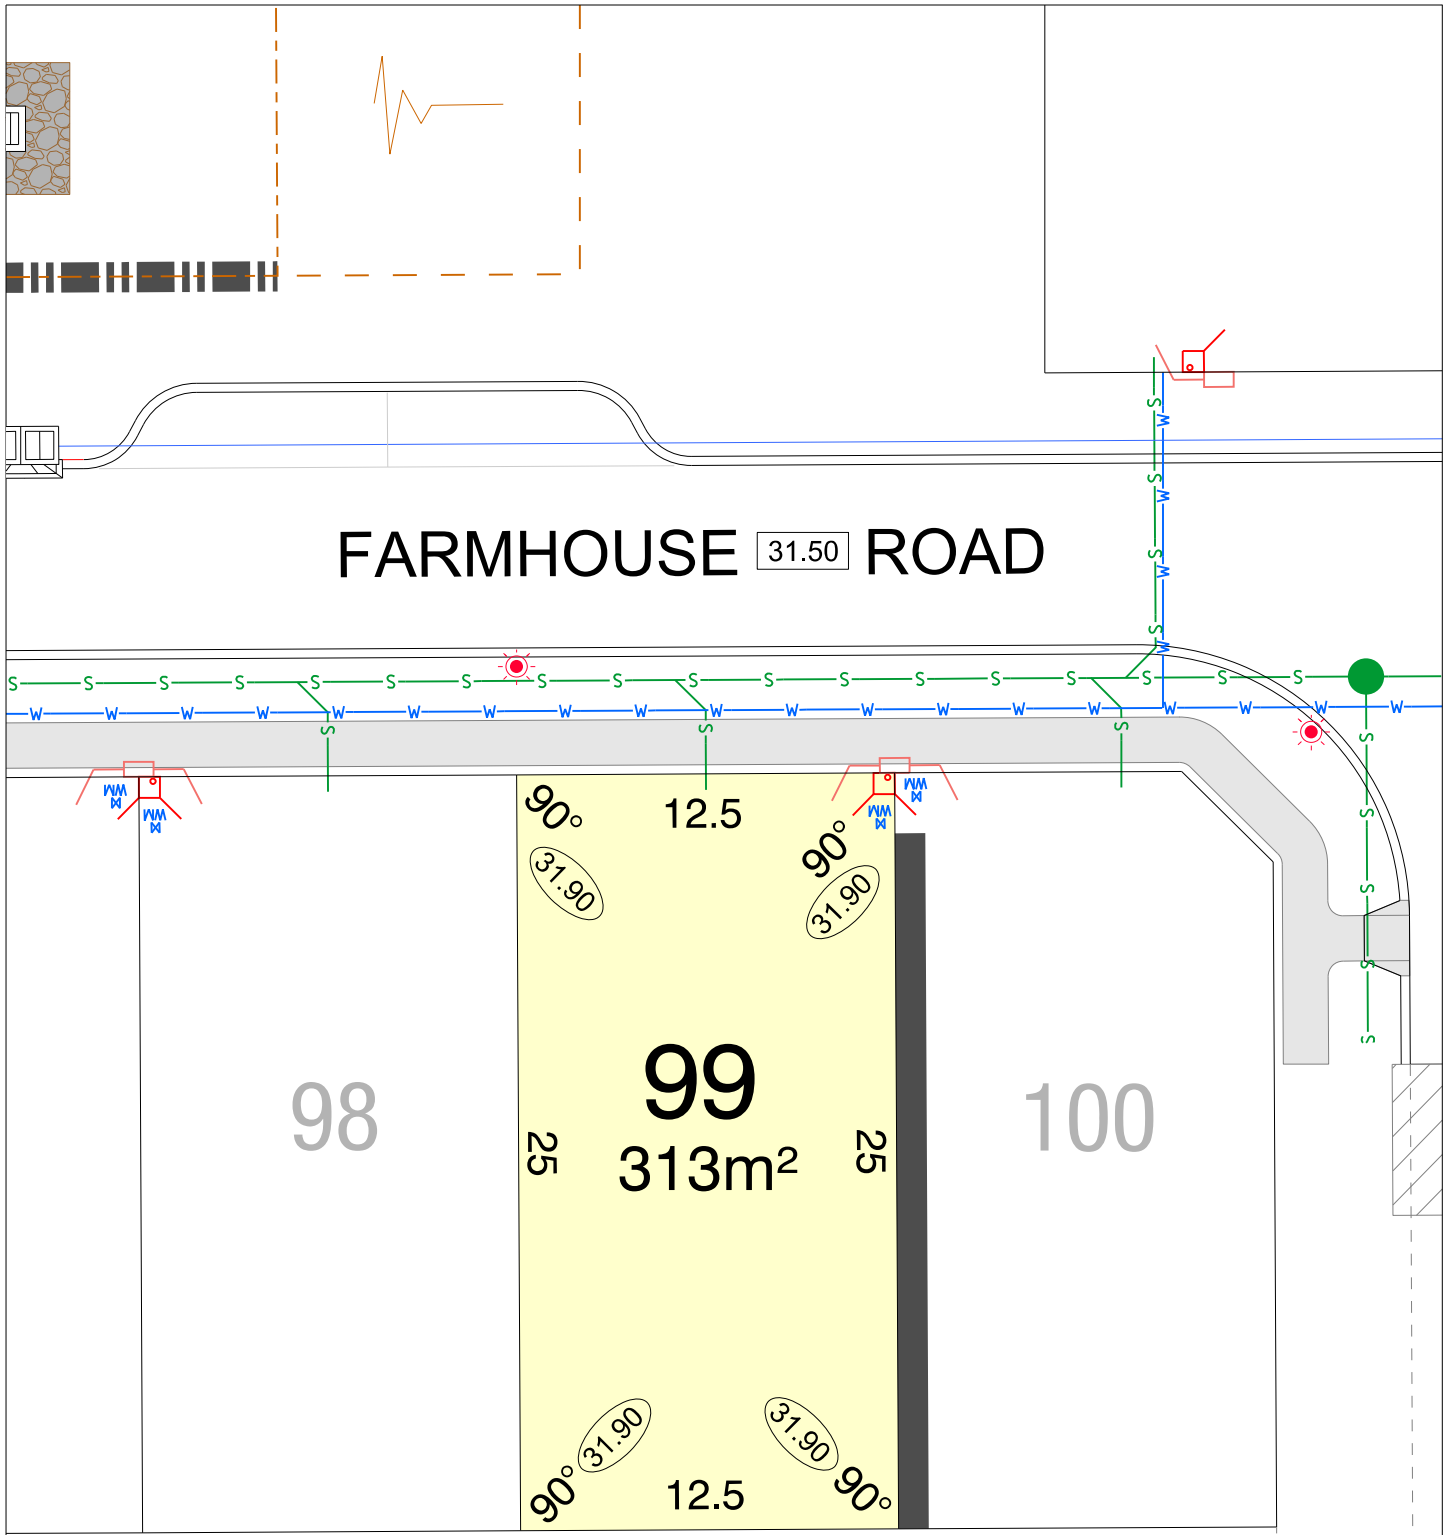 FARMHOUSE 31.50 ROAD
S S S S S S S S S S S S S S S S S
W W W W W W W W W W W W W W W W W W W
S W
S W
S W
S W
S S S
S
S
S
S
S
WM WM
WM WM
90° 12.5 90°
31.90 31.90
98 99 100
313m²
25 25
31.90 31.90
90° 12.5 90°